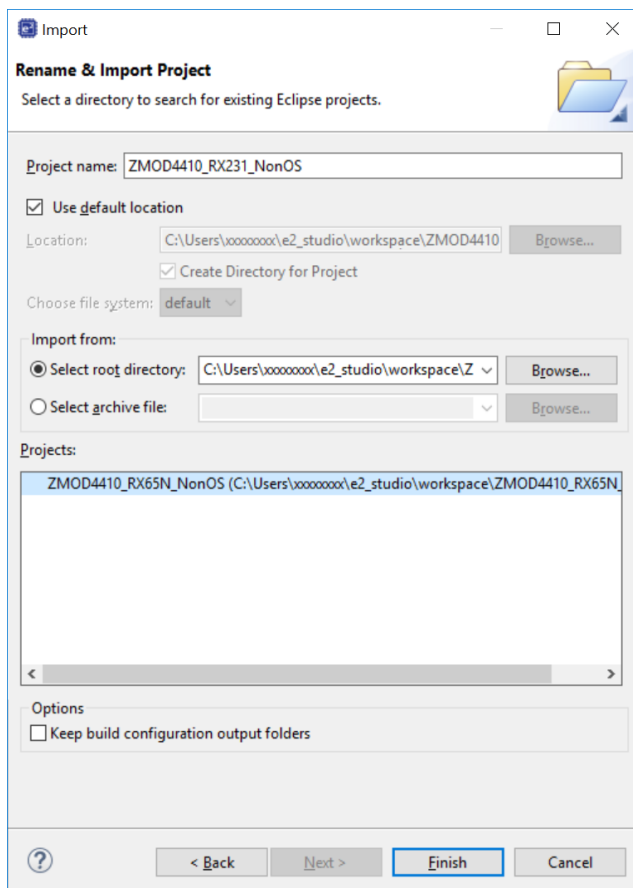 Import
Rename & Import Project
Select a directory to search for existing Eclipse projects.
Project name: ZMOD4410_RX231_NonOS
Use default location
Location: C:\Users\xxxxxxxx\e2_studio\workspace\ZMOD4410 Browse...
Create Directory for Project
Choose file system: default
Import from:
Select root directory: C:\Users\xxxxxxxx\e2_studio\workspace\Z Browse...
Select archive file: Browse...
Projects:
ZMOD4410_RX65N_NonOS (C:\Users\xxxxxxxx\e2_studio\workspace\ZMOD4410_RX65N_
Options
Keep build configuration output folders
? < Back Next > Finish Cancel